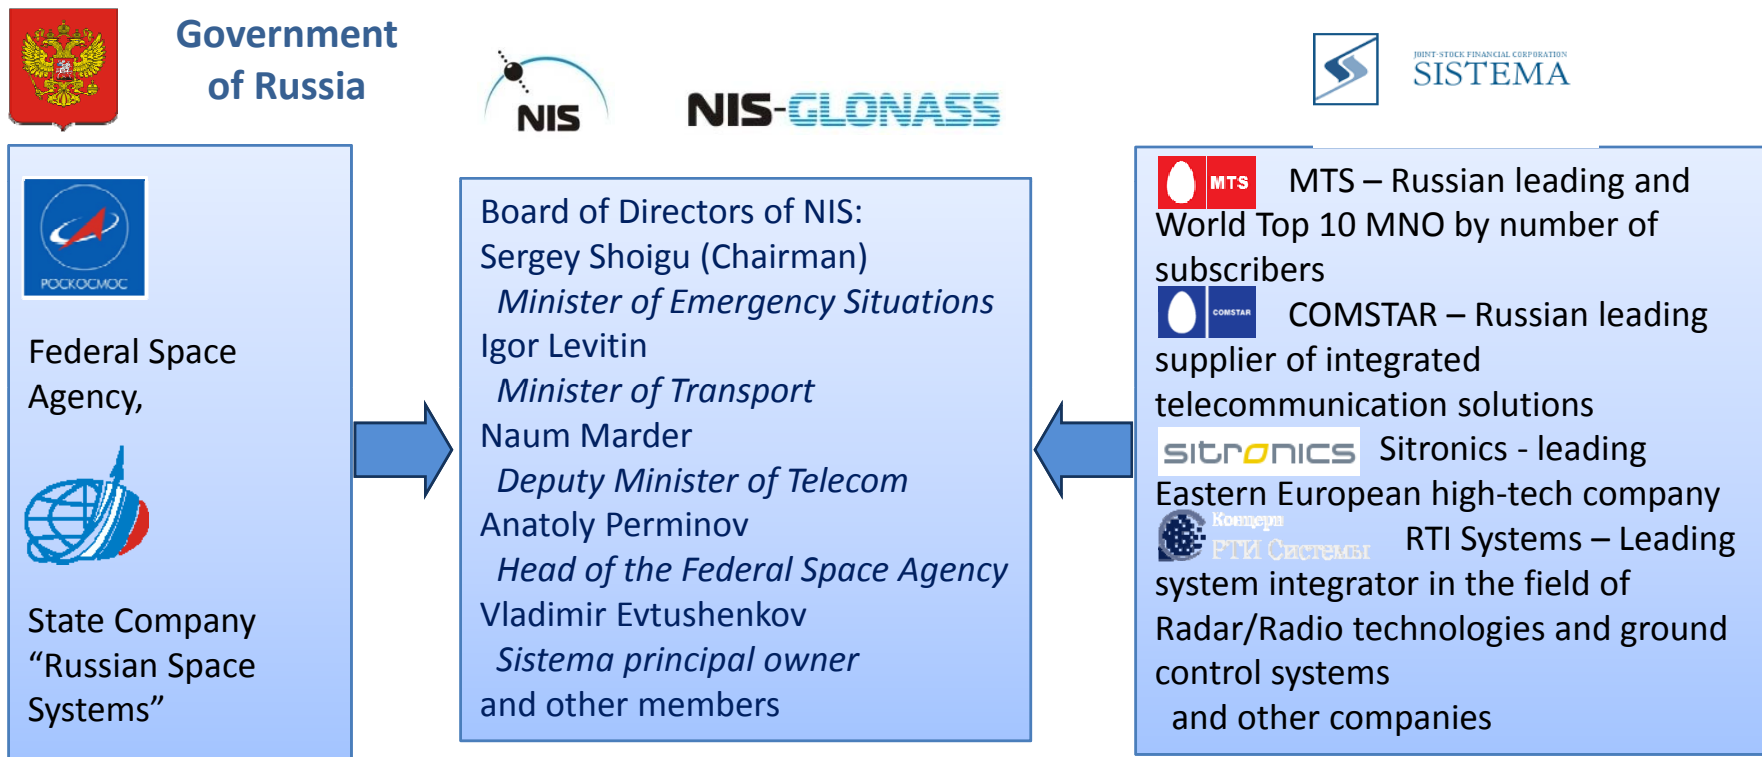 Government
of Russia
NIS
NIS-GLONASS
JOINT-STOCK FINANCIAL CORPORATION
SISTEMA
РОСКОСМОС
Federal Space
Agency,
State Company
“Russian Space
Systems”
Board of Directors of NIS:
Sergey Shoigu (Chairman)
Minister of Emergency Situations
Igor Levitin
Minister of Transport
Naum Marder
Deputy Minister of Telecom
Anatoly Perminov
Head of the Federal Space Agency
Vladimir Evtushenkov
Sistema principal owner
and other members
MTS MTS – Russian leading and
World Top 10 MNO by number of
subscribers
COMSTAR COMSTAR – Russian leading
supplier of integrated
telecommunication solutions
sitronics Sitronics - leading
Eastern European high-tech company
Концерн
РТИ Системы RTI Systems – Leading
system integrator in the field of
Radar/Radio technologies and ground
control systems
and other companies